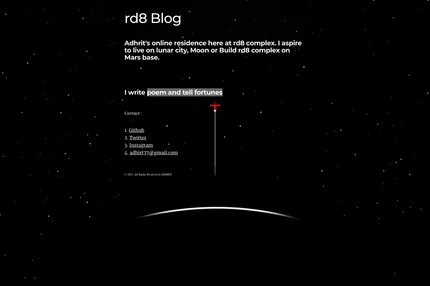 rd8 Blog
Adhrit's online residence here at rd8 complex. I aspire
to live on lunar city, Moon or Build rd8 complex on
Mars base.
I write poem and tell fortunes
Contact :
1. Github
2. Twitter
3. Instagram
4. adhirr77@gmail.com